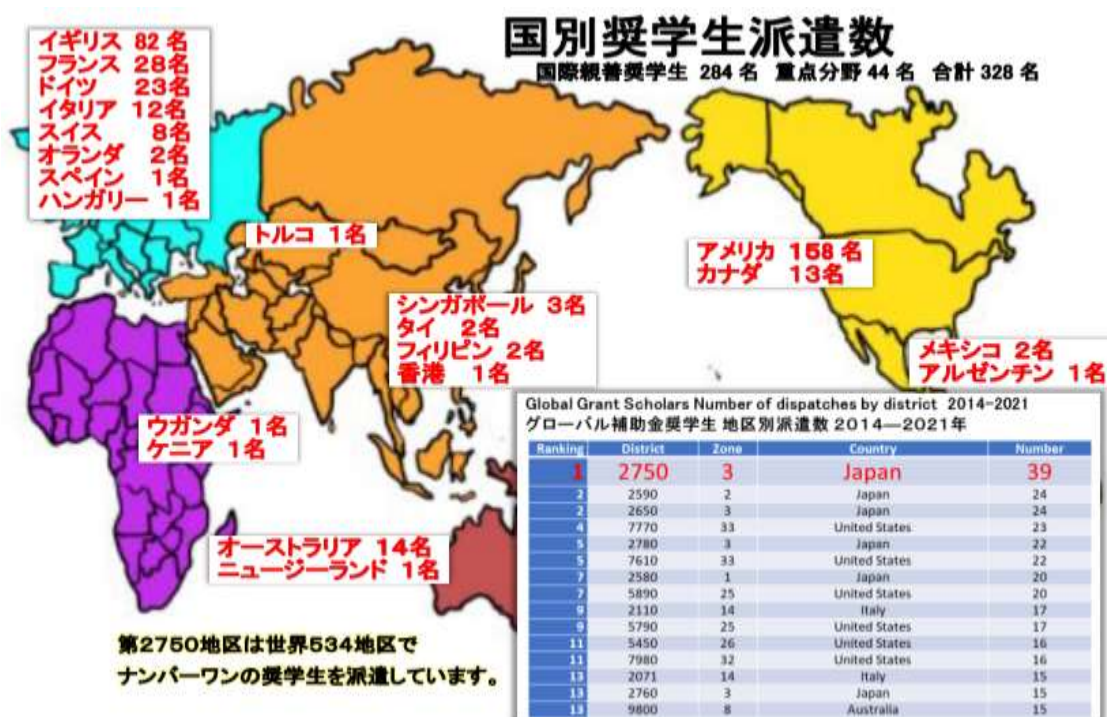 国別奨学生派遣数
国際親善奨学生 284 名 重点分野 44 名 合計 328 名
イギリス 82 名
フランス 28名
ドイツ 23名
イタリア 12名
スイス 8名
オランダ 2名
スペイン 1名
ハンガリー 1名
トルコ 1名
シンガポール 3名
タイ 2名
フィリピン 2名
香港 1名
アメリカ 158 名
カナダ 13名
メキシコ 2名
アルゼンチン 1名
ウガンダ 1名
ケニア 1名
オーストラリア 14名
ニュージーランド 1名
第2750地区は世界534地区で
ナンバーワンの奨学生を派遣しています。
Global Grant Scholars Number of dispatches by district 2014-2021
グローバル補助金奨学生 地区別派遣数 2014―2021年
Ranking District Zone Country Number
1 2750 3 Japan 39
2 2590 2 Japan 24
2 2650 3 Japan 24
4 7770 33 United States 23
5 2780 3 Japan 22
5 7610 33 United States 22
7 2580 1 Japan 20
7 5890 25 United States 20
9 2110 14 Italy 17
9 5790 25 United States 17
11 5450 26 United States 16
11 7980 32 United States 16
13 2071 14 Italy 15
13 2760 3 Japan 15
13 9800 8 Australia 15